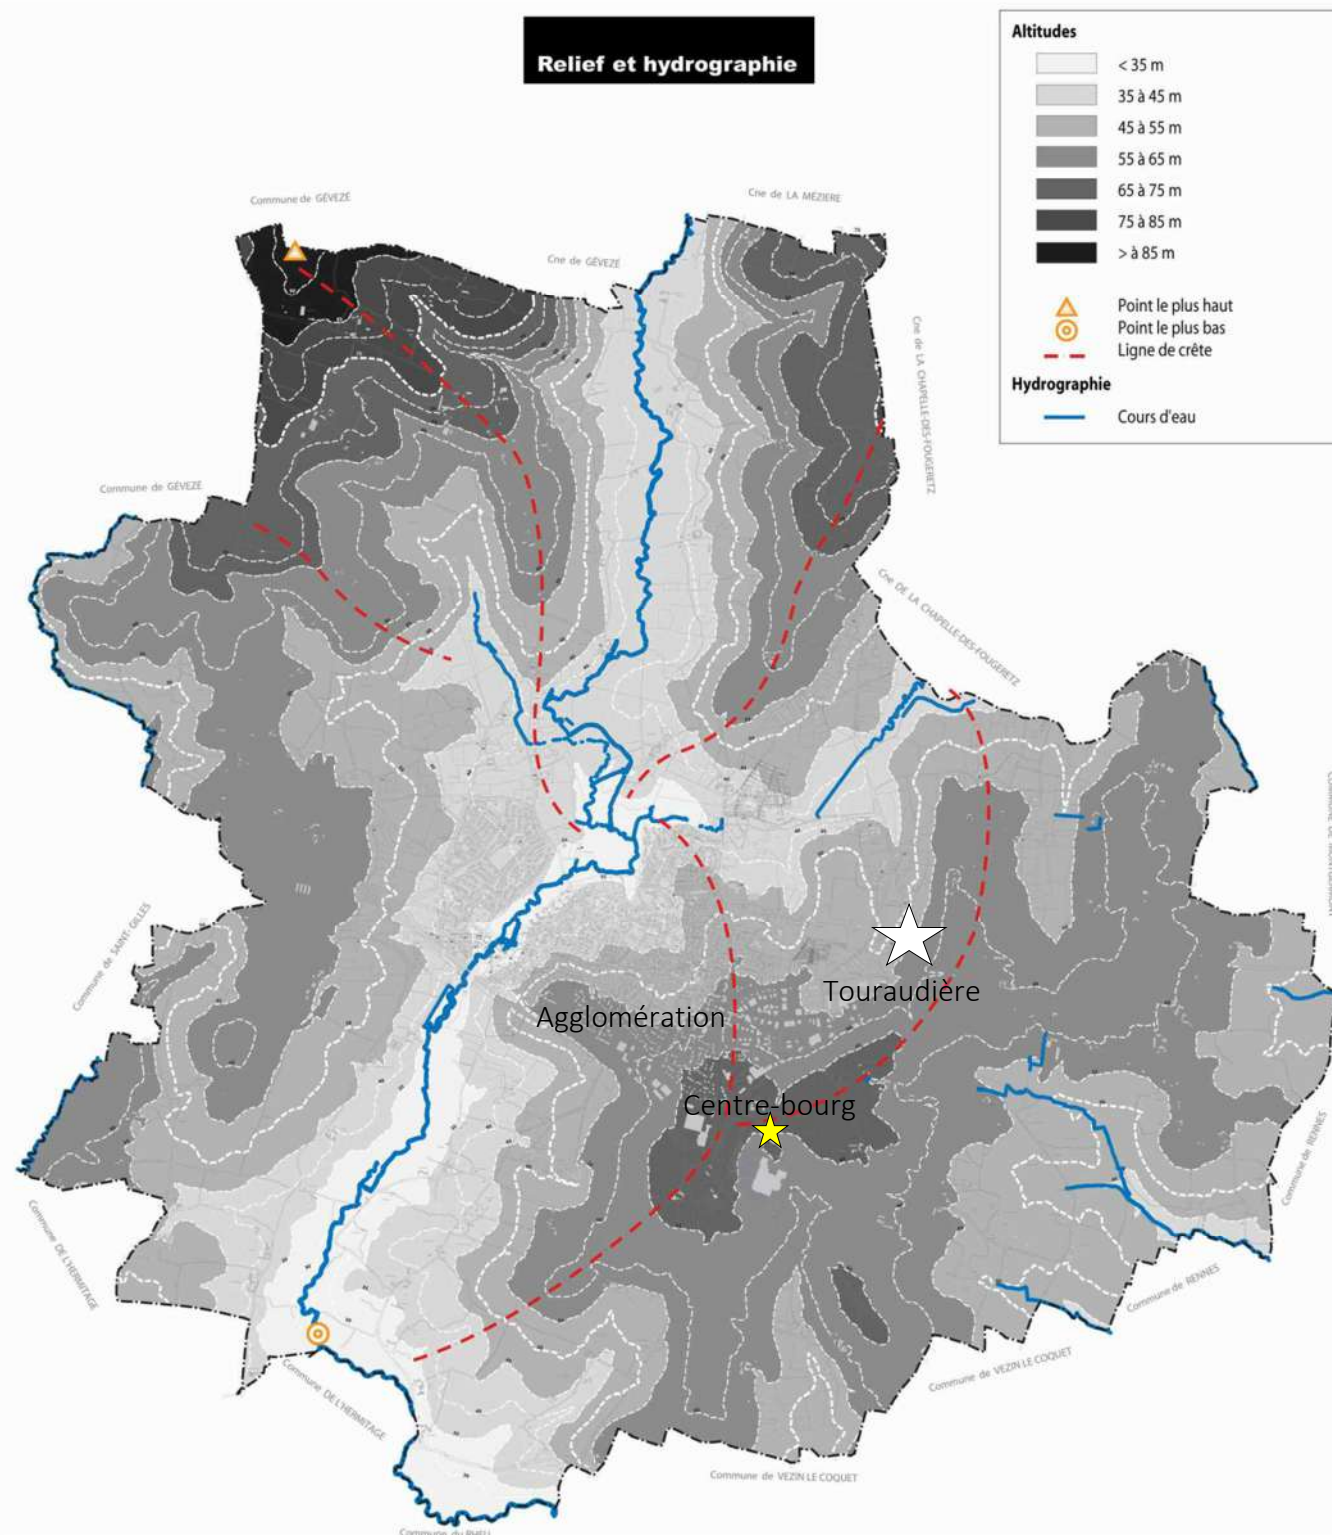 Relief et hydrographie
Altitudes
< 35 m
35 à 45 m
45 à 55 m
55 à 65 m
65 à 75 m
75 à 85 m
> à 85 m
Point le plus haut
Point le plus bas
Ligne de crête
Hydrographie
Cours d'eau
Commune de GÉVEZÉ
Cne de LA MÉZIERE
Cne de GÉVEZÉ
Cne de LA CHAPELLE-DES-FOUGERETZ
Commune de GÉVEZÉ
Cne DE LA CHAPELLE-DES-FOUGERETZ
Commune de SAINT-GILLES
Touraudière
Agglomération
Centre-bourg
Commune de RENNES
Commune DE L'HERMITAGE
Commune de RENNES
Commune de VEZIN LE COQUET
Commune DE L'HERMITAGE
Commune de VEZIN LE COQUET